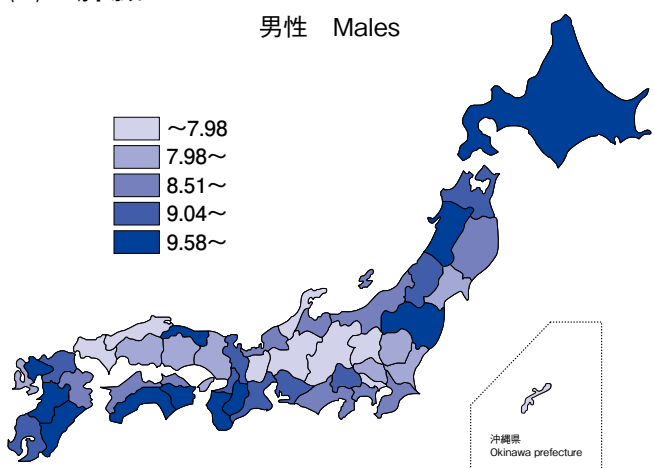 男性 Males
～7.98
7.98～
8.51～
9.04～
9.58～
沖縄県
Okinawa prefecture